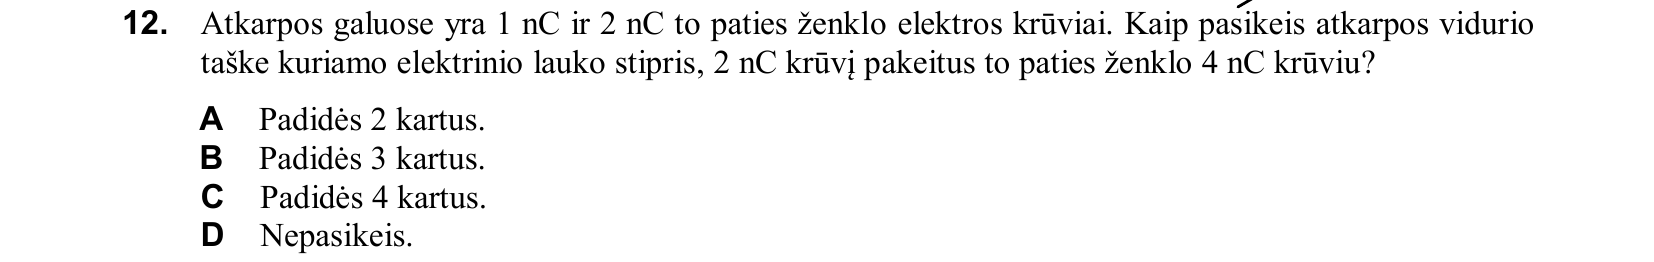 12. Atkarpos galuose yra 1 nC ir 2 nC to paties ženklo elektros krūviai. Kaip pasikeis atkarpos vidurio
taške kuriamo elektrinio lauko stipris, 2 nC krūvį pakeitus to paties ženklo 4 nC krūviu?
A Padidės 2 kartus.
B Padidės 3 kartus.
C Padidės 4 kartus.
D Nepasikeis.